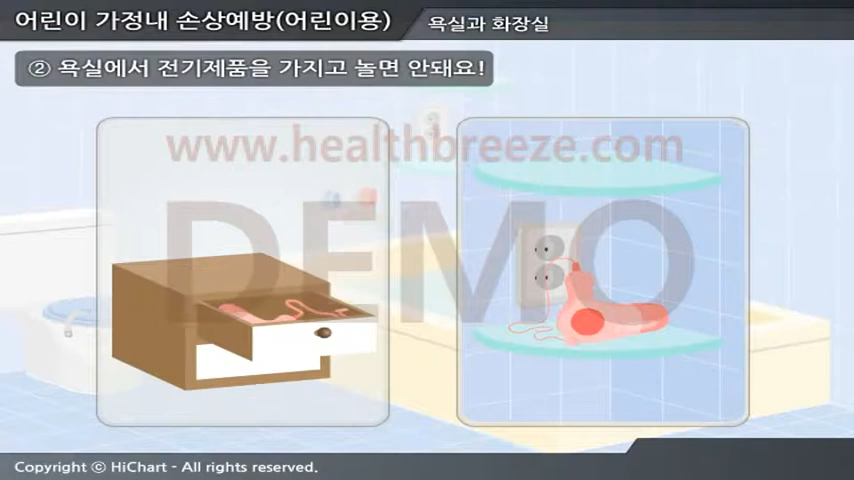 어린이 가정내 손상예방(어린이용)
욕실과 화장실
② 욕실에서 전기제품을 가지고 놀면 안돼요!
www.healthbreeze.com
DEMO
Copyright ⓒ HiChart - All rights reserved.